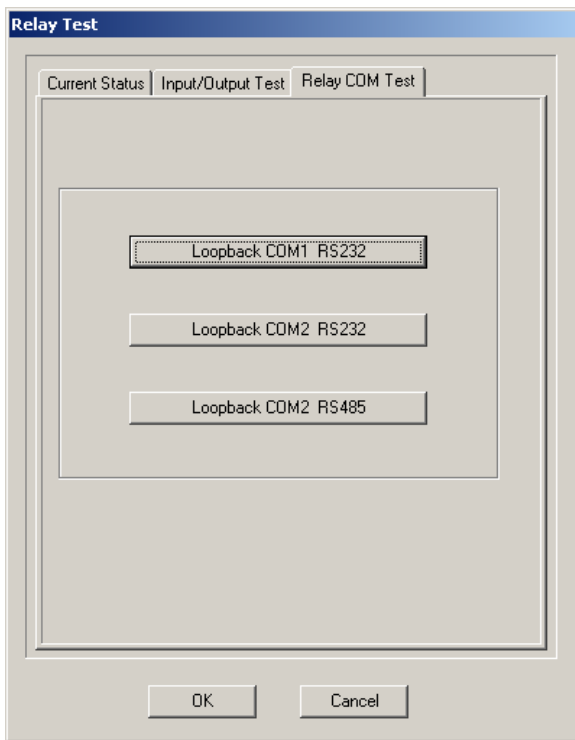 Relay Test
Current Status Input/Output Test Relay COM Test
Loopback COM1 RS232
Loopback COM2 RS232
Loopback COM2 RS485
OK Cancel